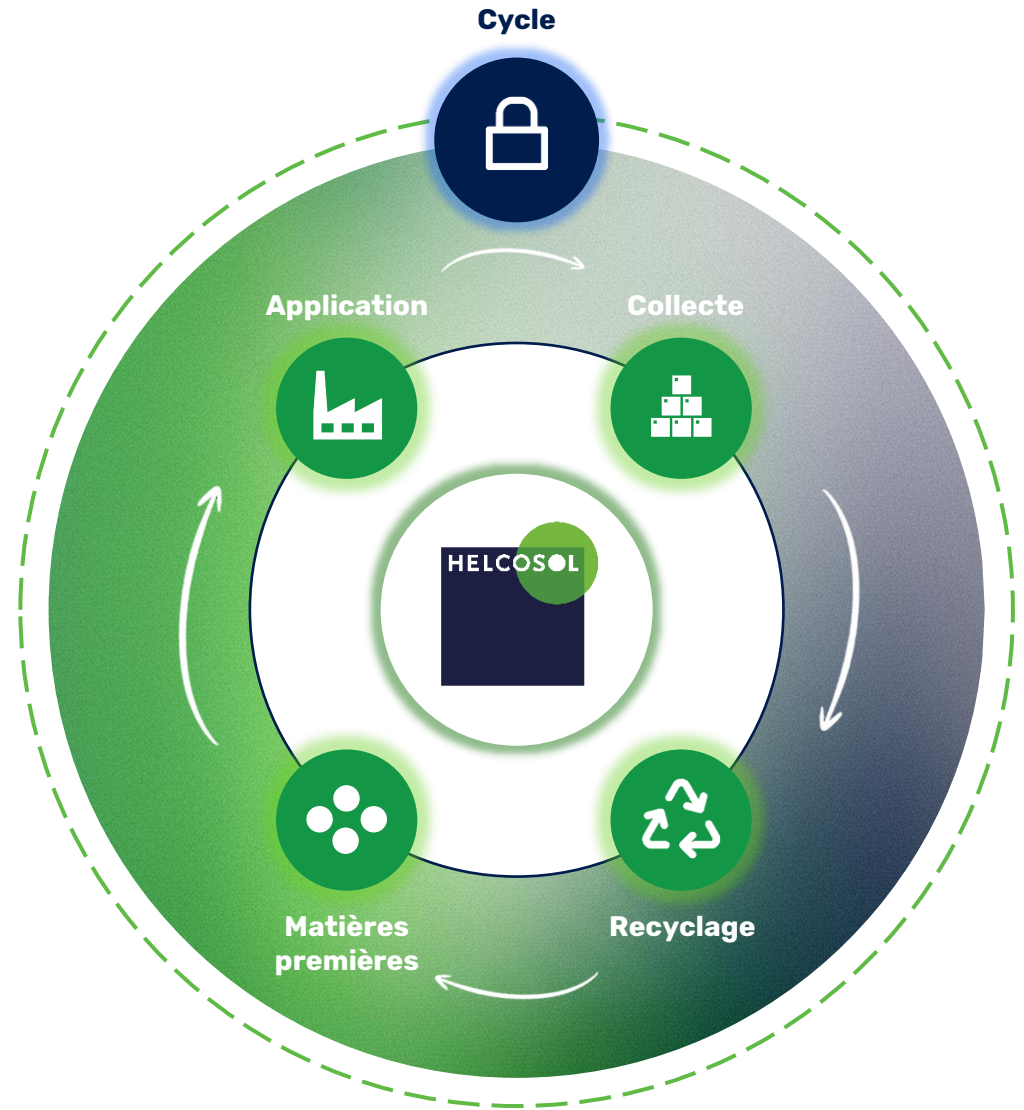 Cycle
Application
Collecte
HELCOSOL
Matières
premières
Recyclage